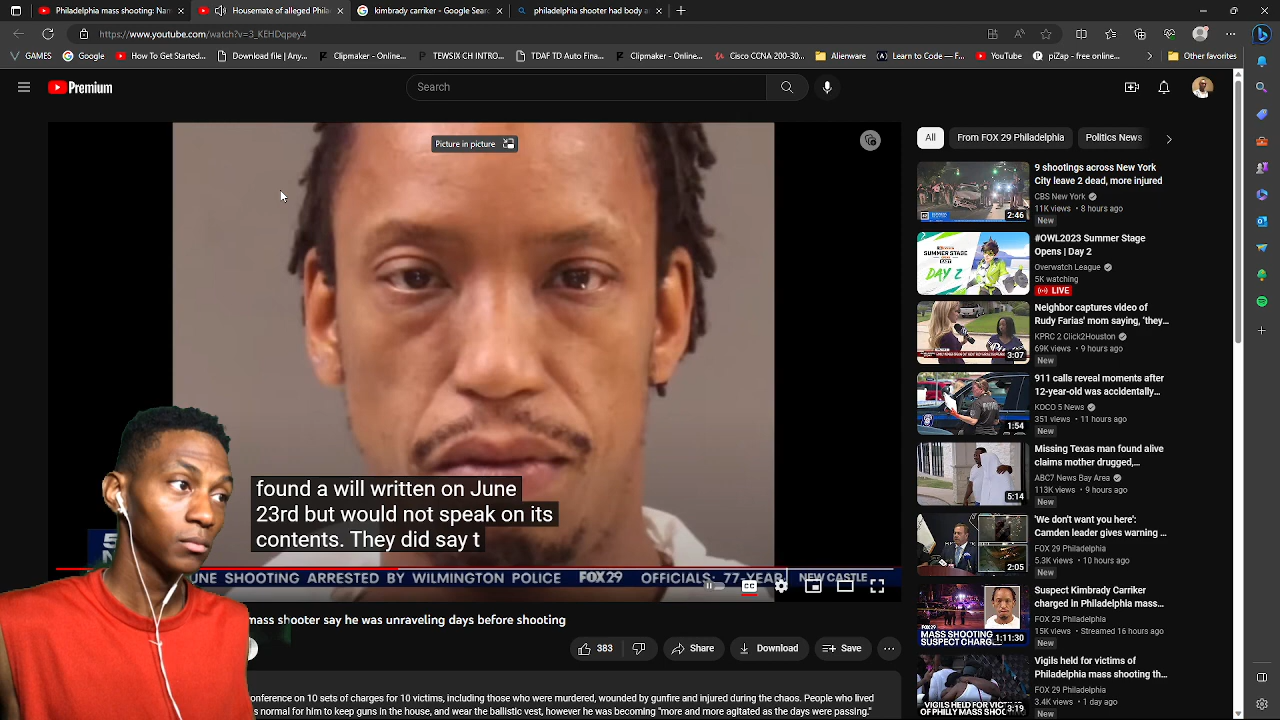 Philadelphia mass shooting: Nam
Housemate of alleged Phil
kimbrady carriker - Google Sear
philadelphia shooter had body a
https://www.youtube.com/watch?v=3_KEHDqpey4
GAMES
Google
How To Get Started...
Download file | iAny...
Clipmaker - Online...
TEWSIX IN MOTION...
TDAF TD Auto Fina...
Clipmaker - Online...
Cisco CCNA 200-30...
Alienware
Learn to Code — f...
YouTube
piZap - free online...
Other favorites
Premium
Search
Picture in picture
found a will written on June
23rd but would not speak on its
contents. They did say t
UNE SHOOTING ARRESTED BY WILMINGTON POLICE FOX 29 OFFICIALS: 77-YEAR NEW CASTLE
mass shooter say he was unraveling days before shooting
383
Share
Download
Save
onference on 10 sets of charges for 10 victims, including those who were murdered, wounded by gunfire and injured during the chaos. People who lived
s normal for him to keep guns in the house, and wear the ballistic vest, however he was becoming "more and more agitated as the days were passing."
All
From FOX 29 Philadelphia
Politics News
9 shootings across New York
City leave 2 dead, more injured
CBS New York
11K views • 8 hours ago
New
2:46
#OWL2023 Summer Stage
Opens | Day 2
Overwatch League
5K watching
LIVE
SUMMER STAGE
DAY 2
Neighbor captures video of
Rudy Farias' mom saying, 'they...
KPRC 2 Click2Houston
69K views • 9 hours ago
New
3:07
911 calls reveal moments after
12-year-old was accidentally...
KOCO 5 News
351 views • 11 hours ago
New
1:54
Missing Texas man found alive
claims mother drugged,...
ABC7 News Bay Area
113K views • 9 hours ago
New
5:14
'We don't want you here':
Camden leader gives warning ...
FOX 29 Philadelphia
5.3K views • 10 hours ago
New
2:05
Suspect Kimbrady Carriker
charged in Philadelphia mass...
FOX 29 Philadelphia
15K views • Streamed 16 hours ago
New
FOX29
MASS SHOOTING
SUSPECT CHARG
1:11:30
Vigils held for victims of
Philadelphia mass shooting th...
FOX 29 Philadelphia
3.4K views • 1 day ago
New
VIGILS HELD FOR VICTIMS
OF PHILLY MASS SHOO
3:19